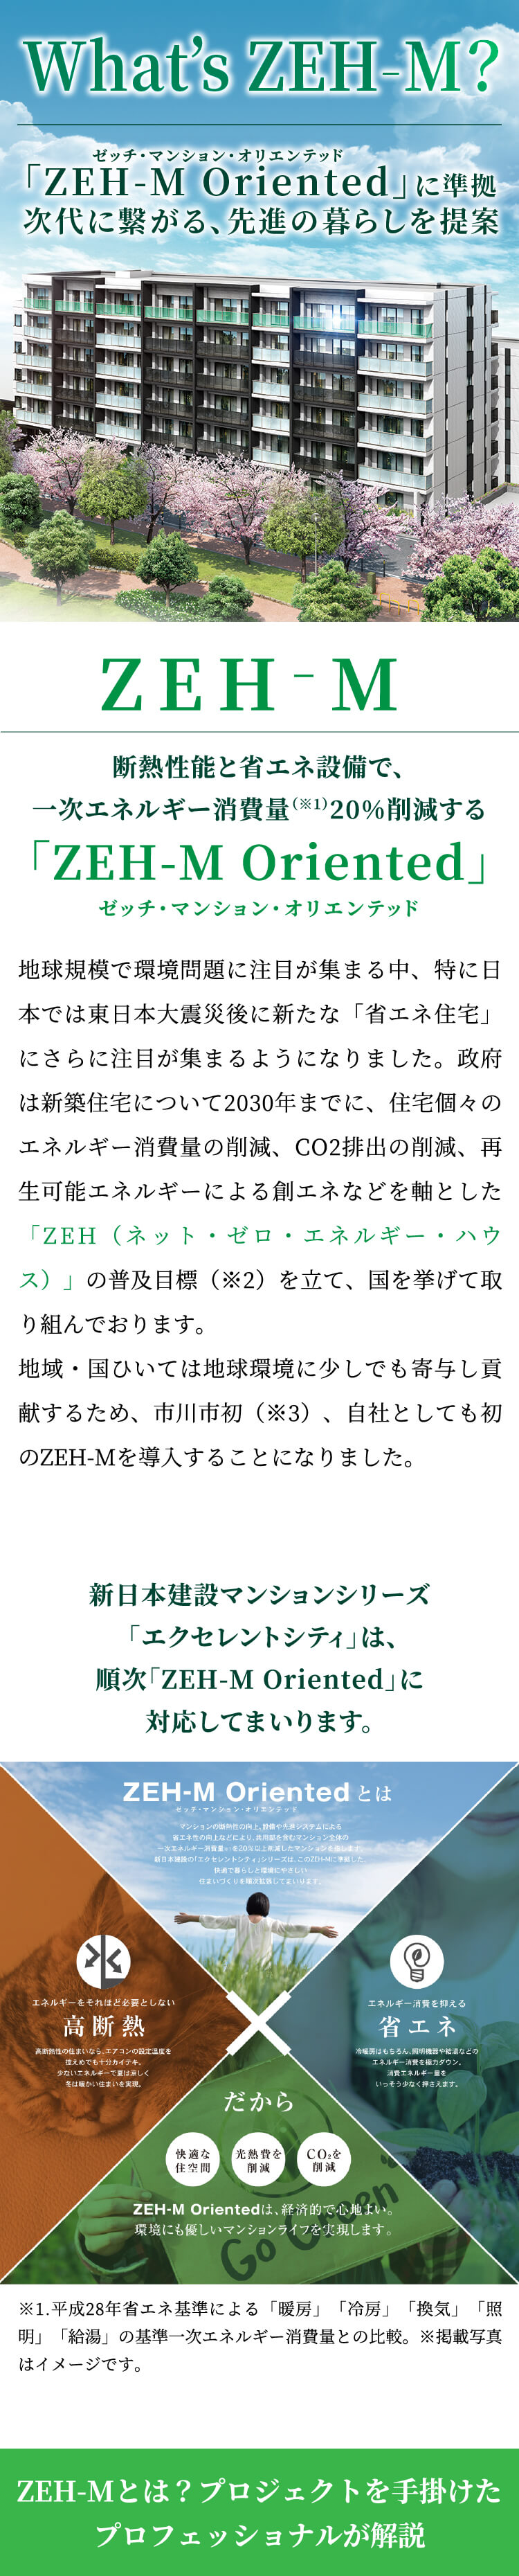 What's ZEH-M?
ゼッチ・マンション・オリエンテッド
「ZEH-M Oriented」に準拠
次代に繋がる、先進の暮らしを提案
ZEH-M
断熱性能と省エネ設備で、
一次エネルギー消費量(※1)20%削減する
「ZEH-M Oriented」
ゼッチ・マンション・オリエンテッド
地球規模で環境問題に注目が集まる中、特に日
本では東日本大震災後に新たな「省エネ住宅」
にさらに注目が集まるようになりました。政府
は新築住宅について2030年までに、住宅個々の
エネルギー消費量の削減、CO2排出の削減、再
生可能エネルギーによる創エネなどを軸とした
「ZEH（ネット・ゼロ・エネルギー・ハウ
ス）」の普及目標（※2）を立て、国を挙げて取
り組んでおります。
地域・国ひいては地球環境に少しでも寄与し貢
献するため、市川市初（※3）、自社としても初
のZEH-Mを導入することになりました。
新日本建設マンションシリーズ
「エクセレントシティ」は、
順次「ZEH-M Oriented」に
対応してまいります。
ZEH-M Orientedとは
ゼッチ・マンション・オリエンテッド
マンションの断熱性の向上、設備や先進システムによる
省エネ性の向上などにより、共用部を含むマンション全体の
一次エネルギー消費量※1を20%以上削減したマンションを指します。
新日本建設の「エクセレントシティ」シリーズは、このZEH-Mに準拠した、
快適で暮らしと環境にやさしい
住まいづくりを順次拡張してまいります。
エネルギーをそれほど必要としない
高断熱
高断熱性の住まいなら、エアコンの設定温度を
控えめでも十分カイテキ。
少ないエネルギーで夏は涼しく
冬は暖かい住まいを実現。
エネルギー消費を抑える
省エネ
冷暖房はもちろん、照明機器や給湯などの
エネルギー消費を極力ダウン。
消費エネルギー量を
いっそう少なく押さえます。
だから
快適な
住空間
光熱費を
削減
CO₂を
削減
ZEH-M Orientedは、経済的で心地よい。
環境にも優しいマンションライフを実現します。
Go Green
※1.平成28年省エネ基準による「暖房」「冷房」「換気」「照
明」「給湯」の基準一次エネルギー消費量との比較。※掲載写真
はイメージです。
ZEH-Mとは？プロジェクトを手掛けた
プロフェッショナルが解説